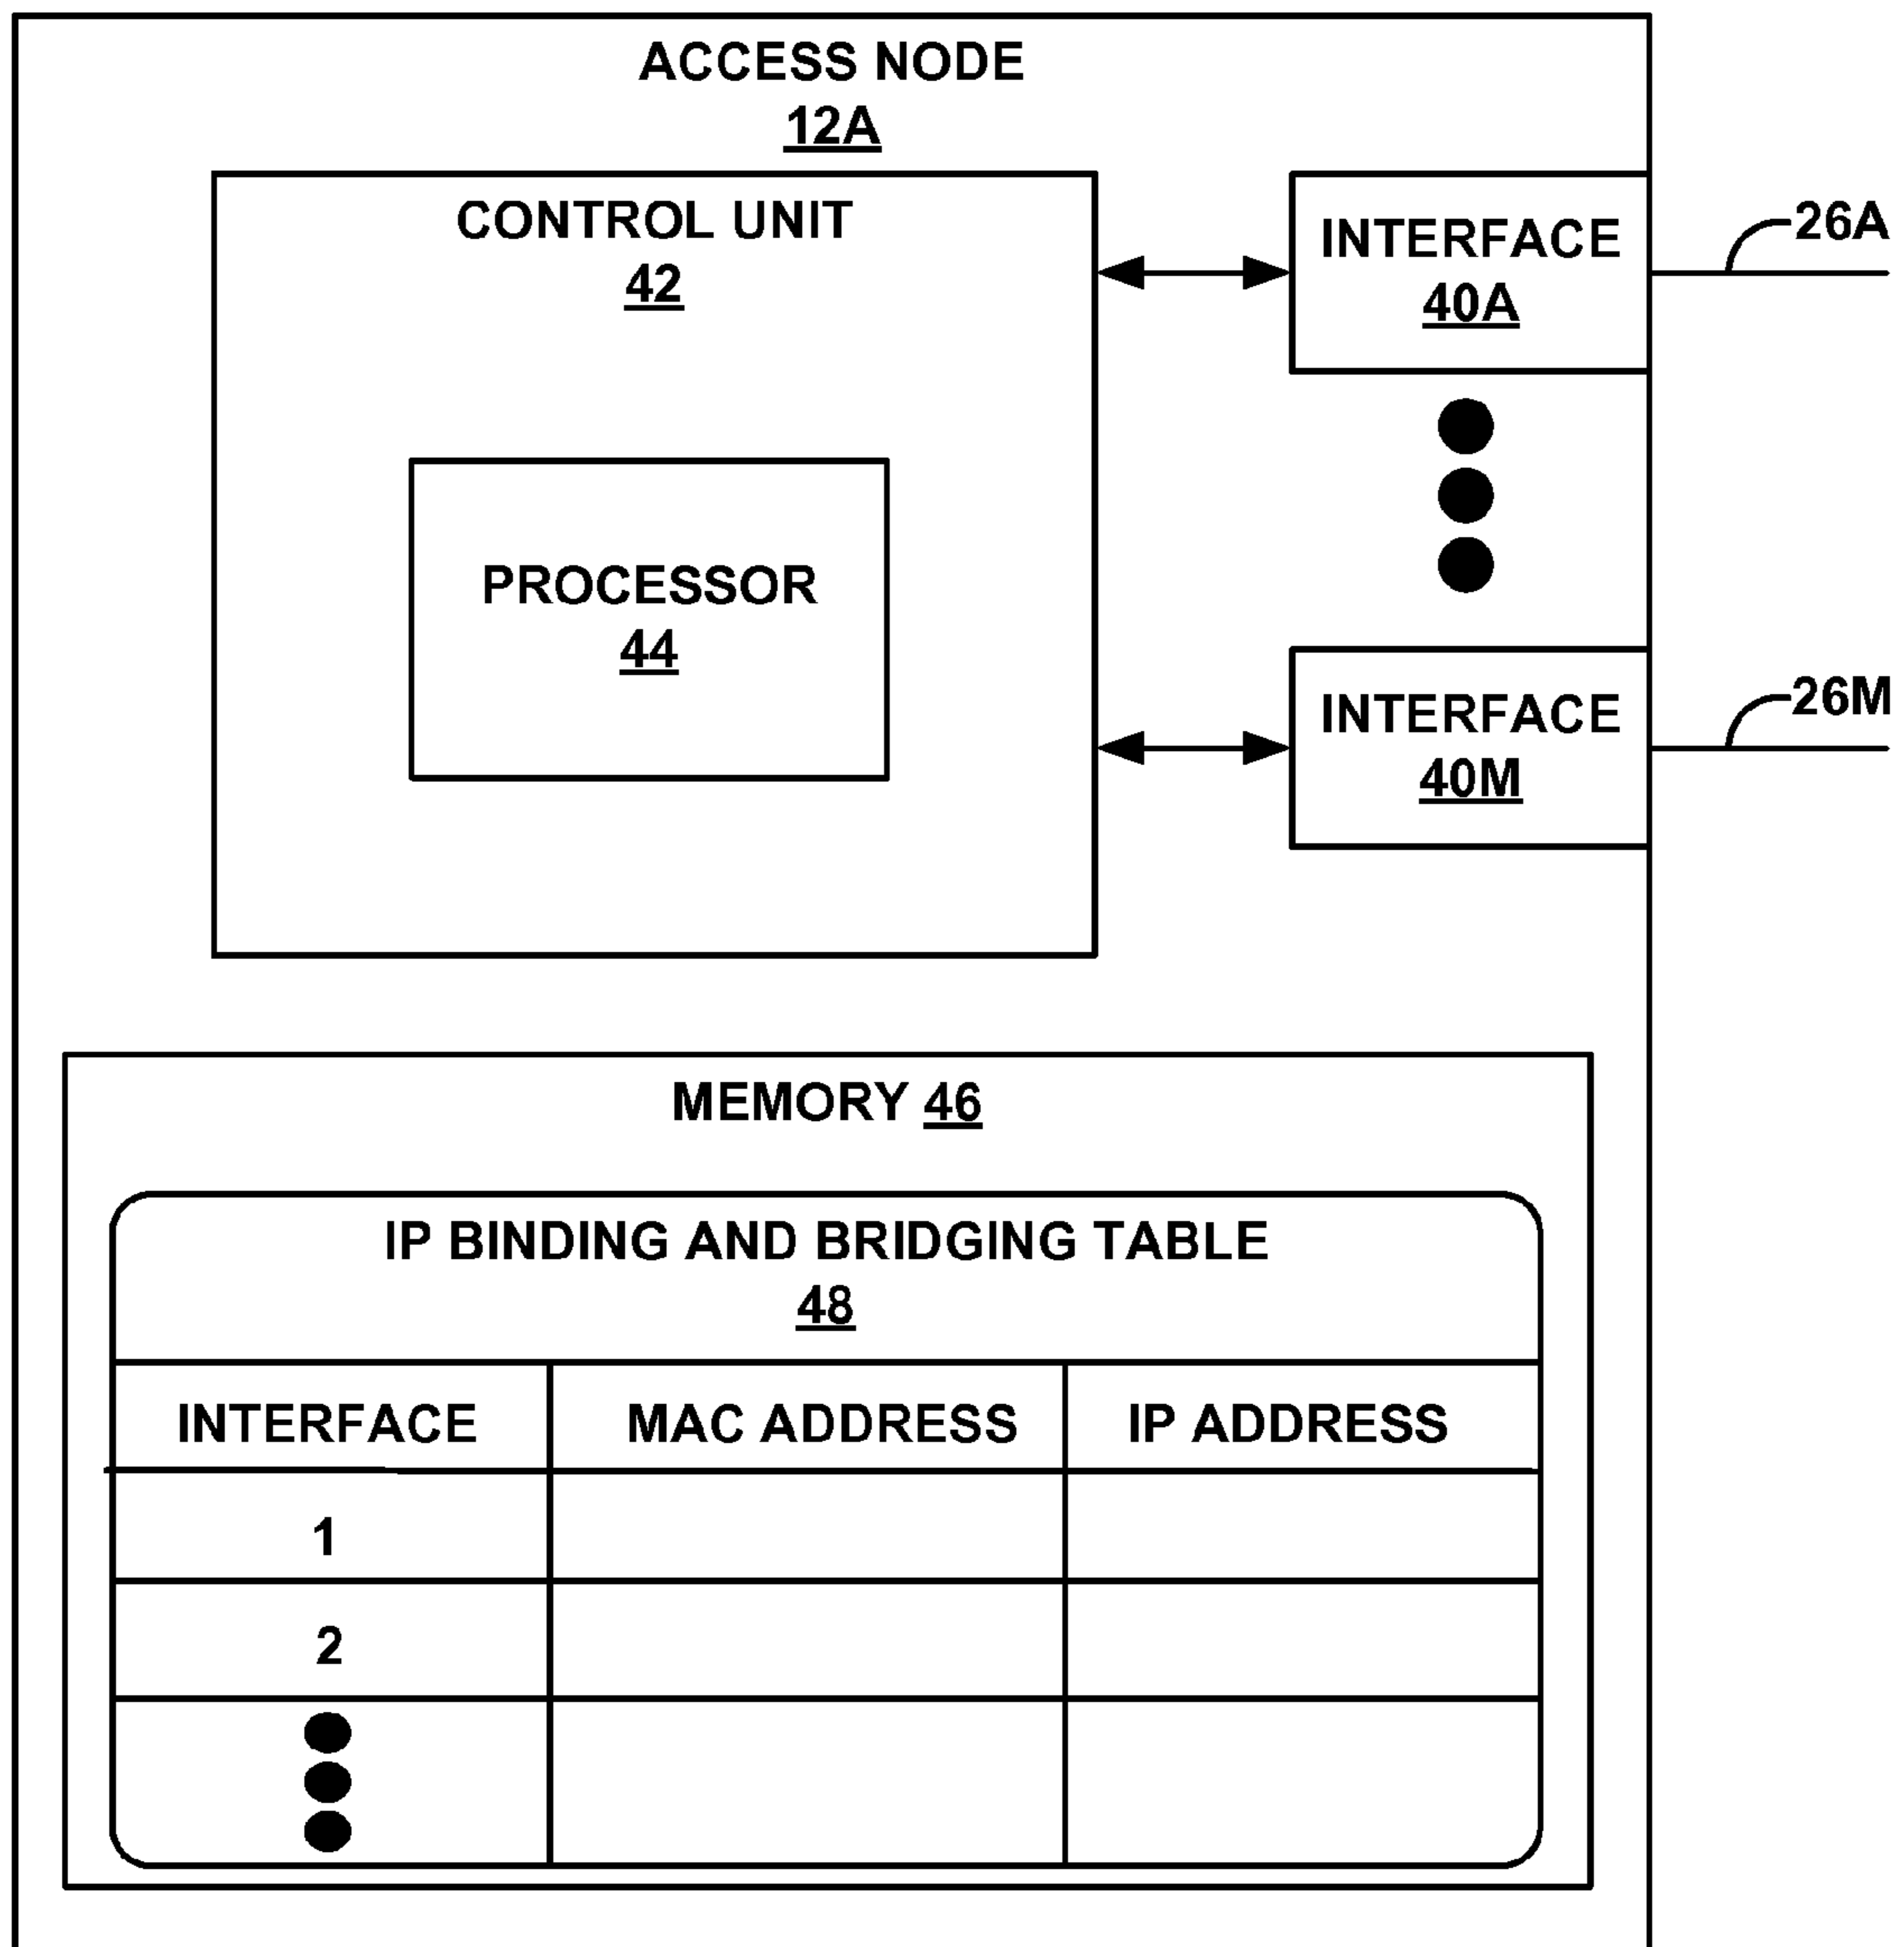 ACCESS NODE
12A
CONTROL UNIT
42
PROCESSOR
44
INTERFACE
40A
26A
INTERFACE
40M
26M
MEMORY 46
IP BINDING AND BRIDGING TABLE
48
INTERFACE MAC ADDRESS IP ADDRESS
1
2